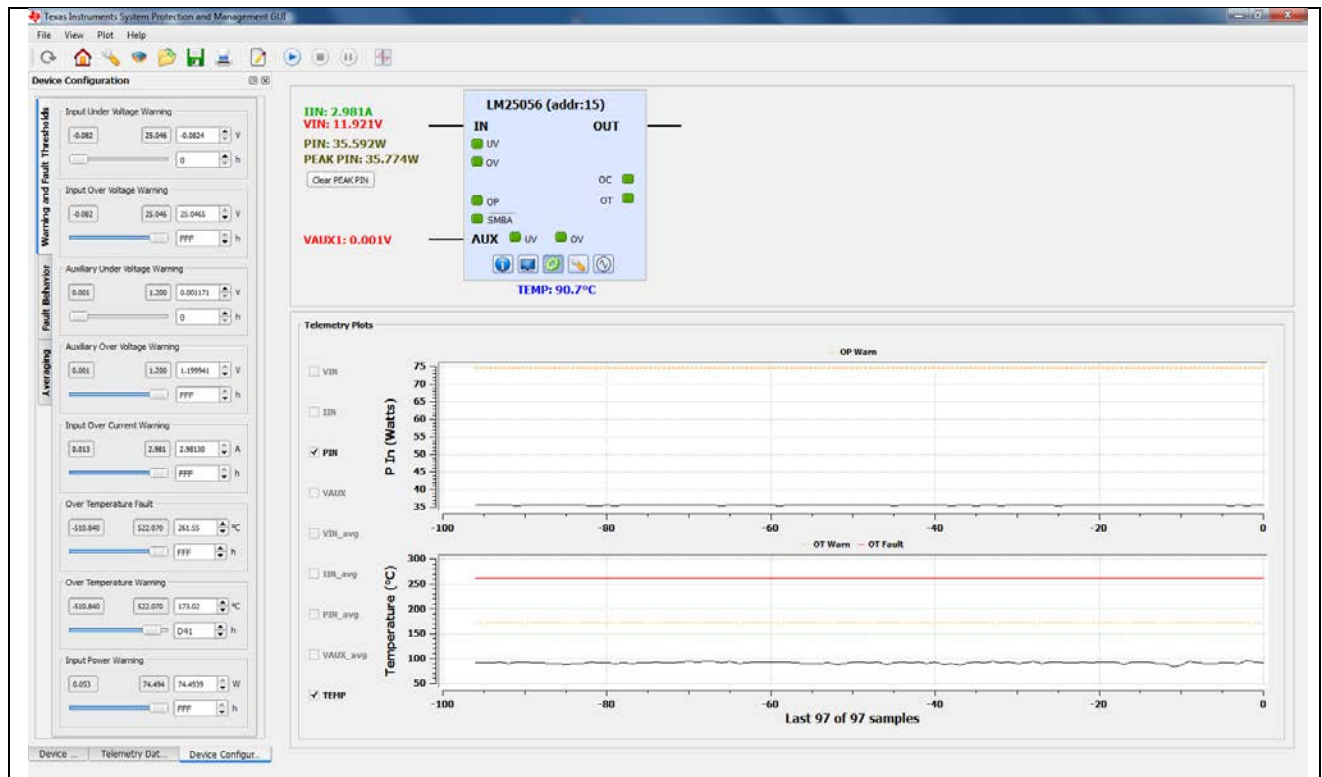 Texas Instruments System Protection and Management GUI
File View Plot Help
Device Configuration
Warning and Fault Thresholds
Fault Behavior
Averaging
Input Under Voltage Warning
-0.082 25.046 -0.0824 V
0 h
Input Over Voltage Warning
-0.082 25.046 25.0465 V
FFF h
Auxiliary Under Voltage Warning
0.001 1.200 0.001171 V
0 h
Auxiliary Over Voltage Warning
0.001 1.200 1.199941 V
FFF h
Input Over Current Warning
0.013 2.981 2.98130 A
FFF h
Over Temperature Fault
-510.840 522.070 261.55 °C
FFF h
Over Temperature Warning
-510.840 522.070 173.02 °C
D41 h
Input Power Warning
0.053 74.494 74.4939 W
FFF h
Device ... Telemetry Dat... Device Configur...
IIN: 2.981A
VIN: 11.921V
PIN: 35.592W
PEAK PIN: 35.774W
Clear PEAK PIN
VAUX1: 0.001V
LM25056 (addr:15)
IN OUT
UV
OV
OC
OP OT
SMBA
AUX UV OV
TEMP: 90.7°C
Telemetry Plots
VIN
IIN
PIN
VAUX
VIN_avg
IIN_avg
PIN_avg
VAUX_avg
TEMP
OP Warn
P In (Watts)
75
70
65
60
55
50
45
40
35
-100 -80 -60 -40 -20 0
OT Warn OT Fault
Temperature (°C)
300
250
200
150
100
50
-100 -80 -60 -40 -20 0
Last 97 of 97 samples